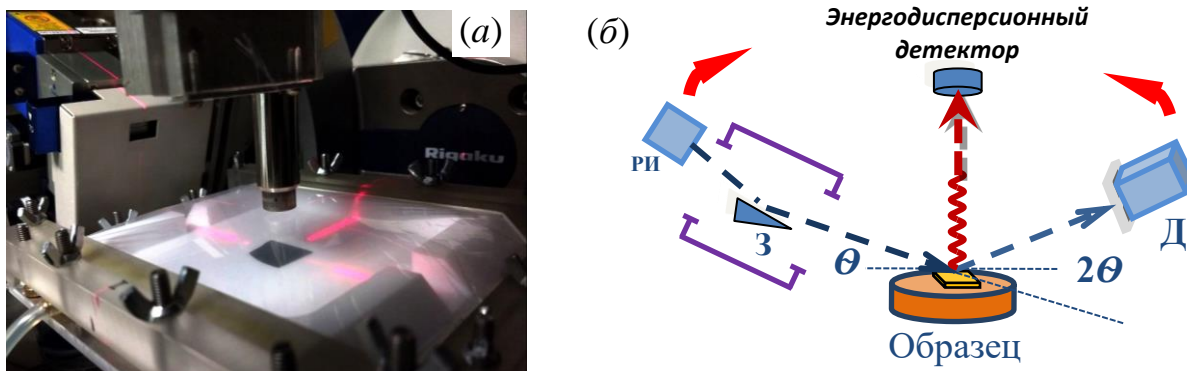 (а)
Rigaku
(б)
Энергодисперсионный
детектор
РИ
З
Θ
2Θ
Д
Образец